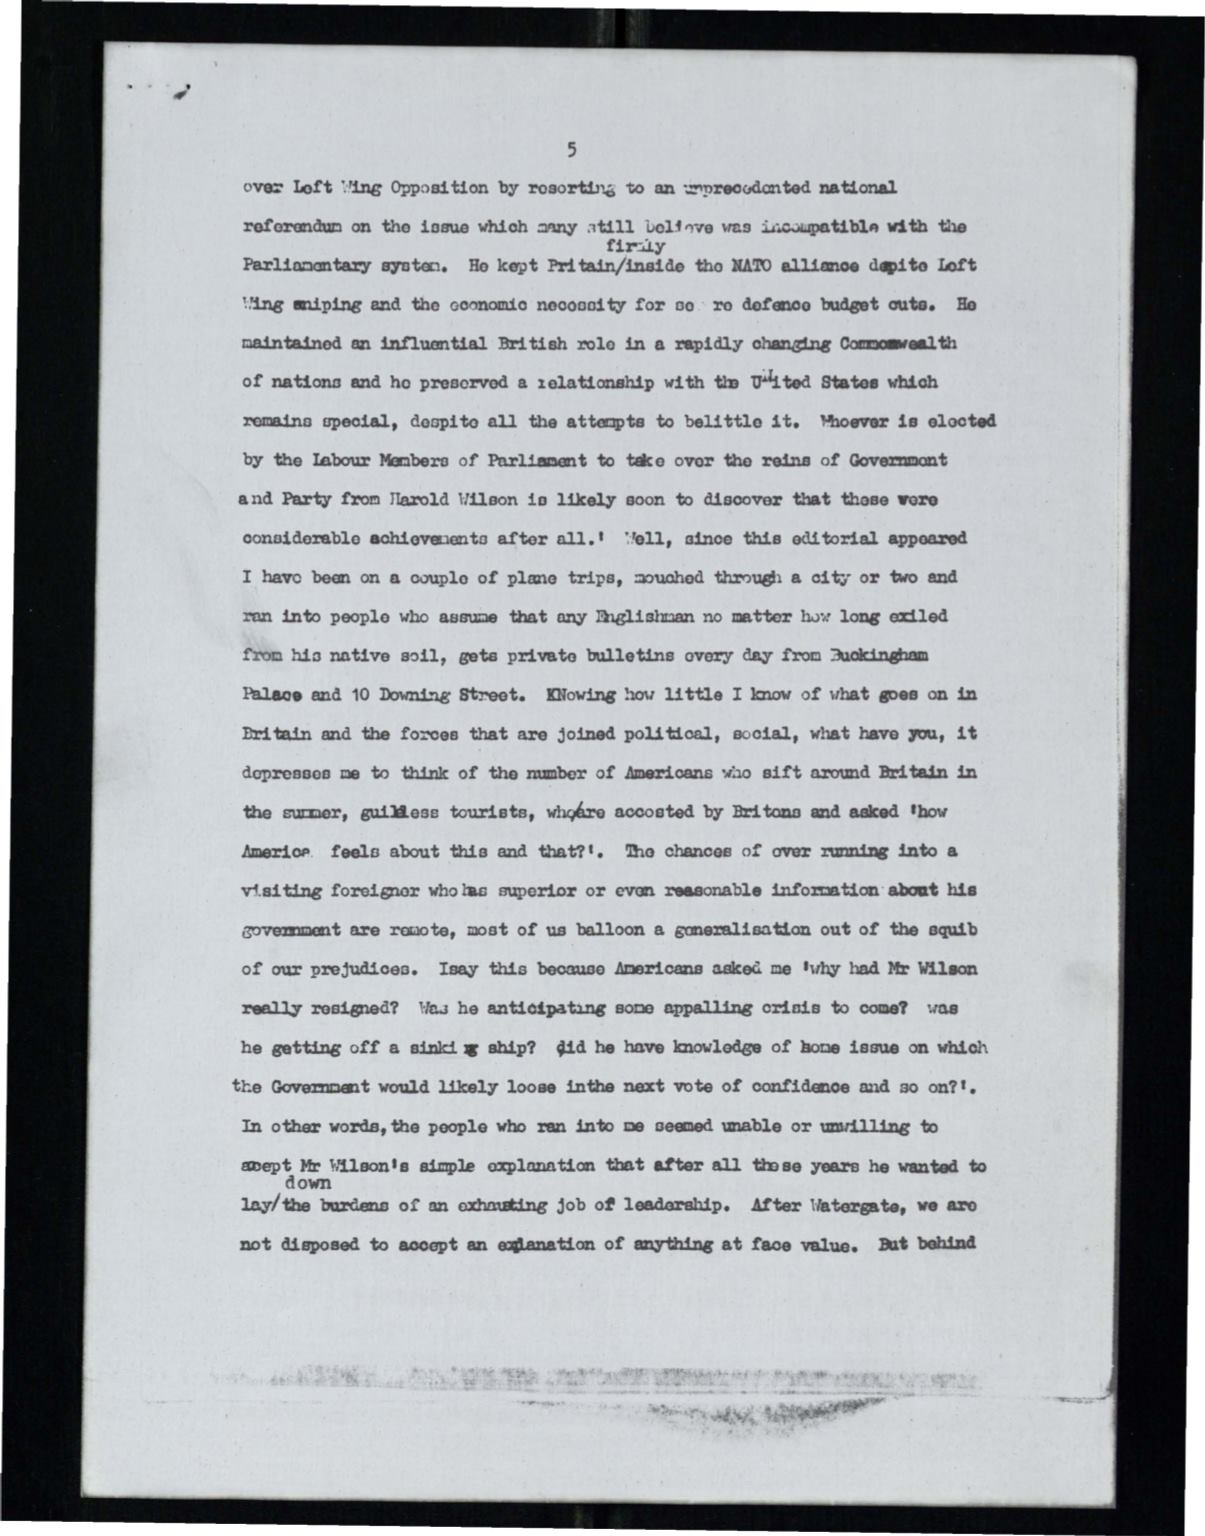 5
over Left Wing Opposition by resorting to an unprecedented national
referendum on the issue which many still believe was incompatible with the
firmly
Parliamentary system. He kept Pritain/inside the NATO alliance depite Left
Wing sniping and the economic necessity for se re defence budget cuts. He
maintained an influential British role in a rapidly changing Commonwealth
of nations and he preserved a relationship with the United States which
remains special, despite all the attempts to belittle it. Whoever is elected
by the Labour Members of Parliament to take over the reins of Government
and Party from Harold Wilson is likely soon to discover that these were
considerable achievements after all.' Well, since this editorial appeared
I have been on a couple of plane trips, mouched through a city or two and
ran into people who assume that any Englishman no matter how long exiled
from his native soil, gets private bulletins every day from Buckingham
Palace and 10 Downing Street. KNowing how little I know of what goes on in
Britain and the forces that are joined political, social, what have you, it
depresses me to think of the number of Americans who sift around Britain in
the summer, guileless tourists, who/are accosted by Britons and asked 'how
America feels about this and that?'. The chances of ever running into a
visiting foreigner who has superior or even reasonable information about his
government are remote, most of us balloon a generalisation out of the squib
of our prejudices. Isay this because Americans asked me 'why had Mr Wilson
really resigned? Was he anticipating some appalling crisis to come? was
he getting off a sinki g ship? did he have knowledge of some issue on which
the Government would likely loose inthe next vote of confidence and so on?'.
In other words, the people who ran into me seemed unable or unwilling to
acept Mr Wilson's simple explanation that after all these years he wanted to
down
lay/the burdens of an exhausting job of leadership. After Watergate, we are
not disposed to accept an explanation of anything at face value. But behind